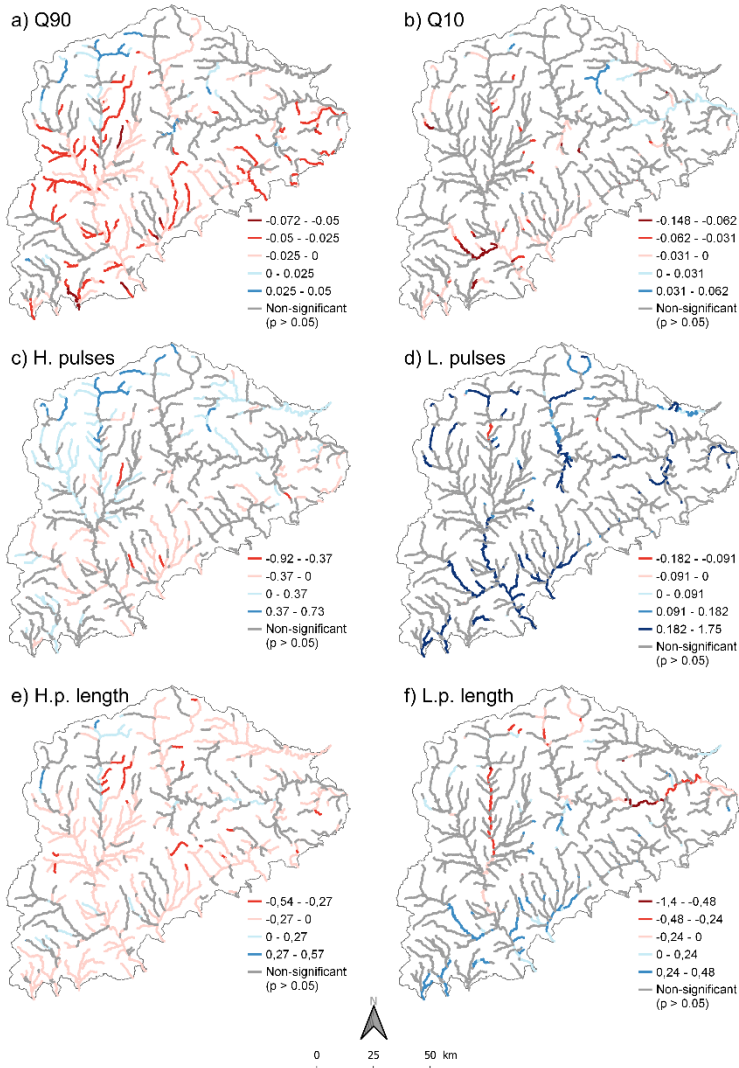 a) Q90
-0.072 - -0.05
-0.05 - -0.025
-0.025 - 0
0 - 0.025
0.025 - 0.05
Non-significant
(p > 0.05)
b) Q10
-0.148 - -0.062
-0.062 - -0.031
-0.031 - 0
0 - 0.031
0.031 - 0.062
Non-significant
(p > 0.05)
c) H. pulses
-0.92 - -0.37
-0.37 - 0
0 - 0.37
0.37 - 0.73
Non-significant
(p > 0.05)
d) L. pulses
-0.182 - -0.091
-0.091 - 0
0 - 0.091
0.091 - 0.182
0.182 - 1.75
Non-significant
(p > 0.05)
e) H.p. length
-0,54 - -0,27
-0,27 - 0
0 - 0,27
0,27 - 0,57
Non-significant
(p > 0.05)
f) L.p. length
-1,4 - -0,48
-0,48 - -0,24
-0,24 - 0
0 - 0,24
0,24 - 0,48
Non-significant
(p > 0.05)
N
0 25 50 km